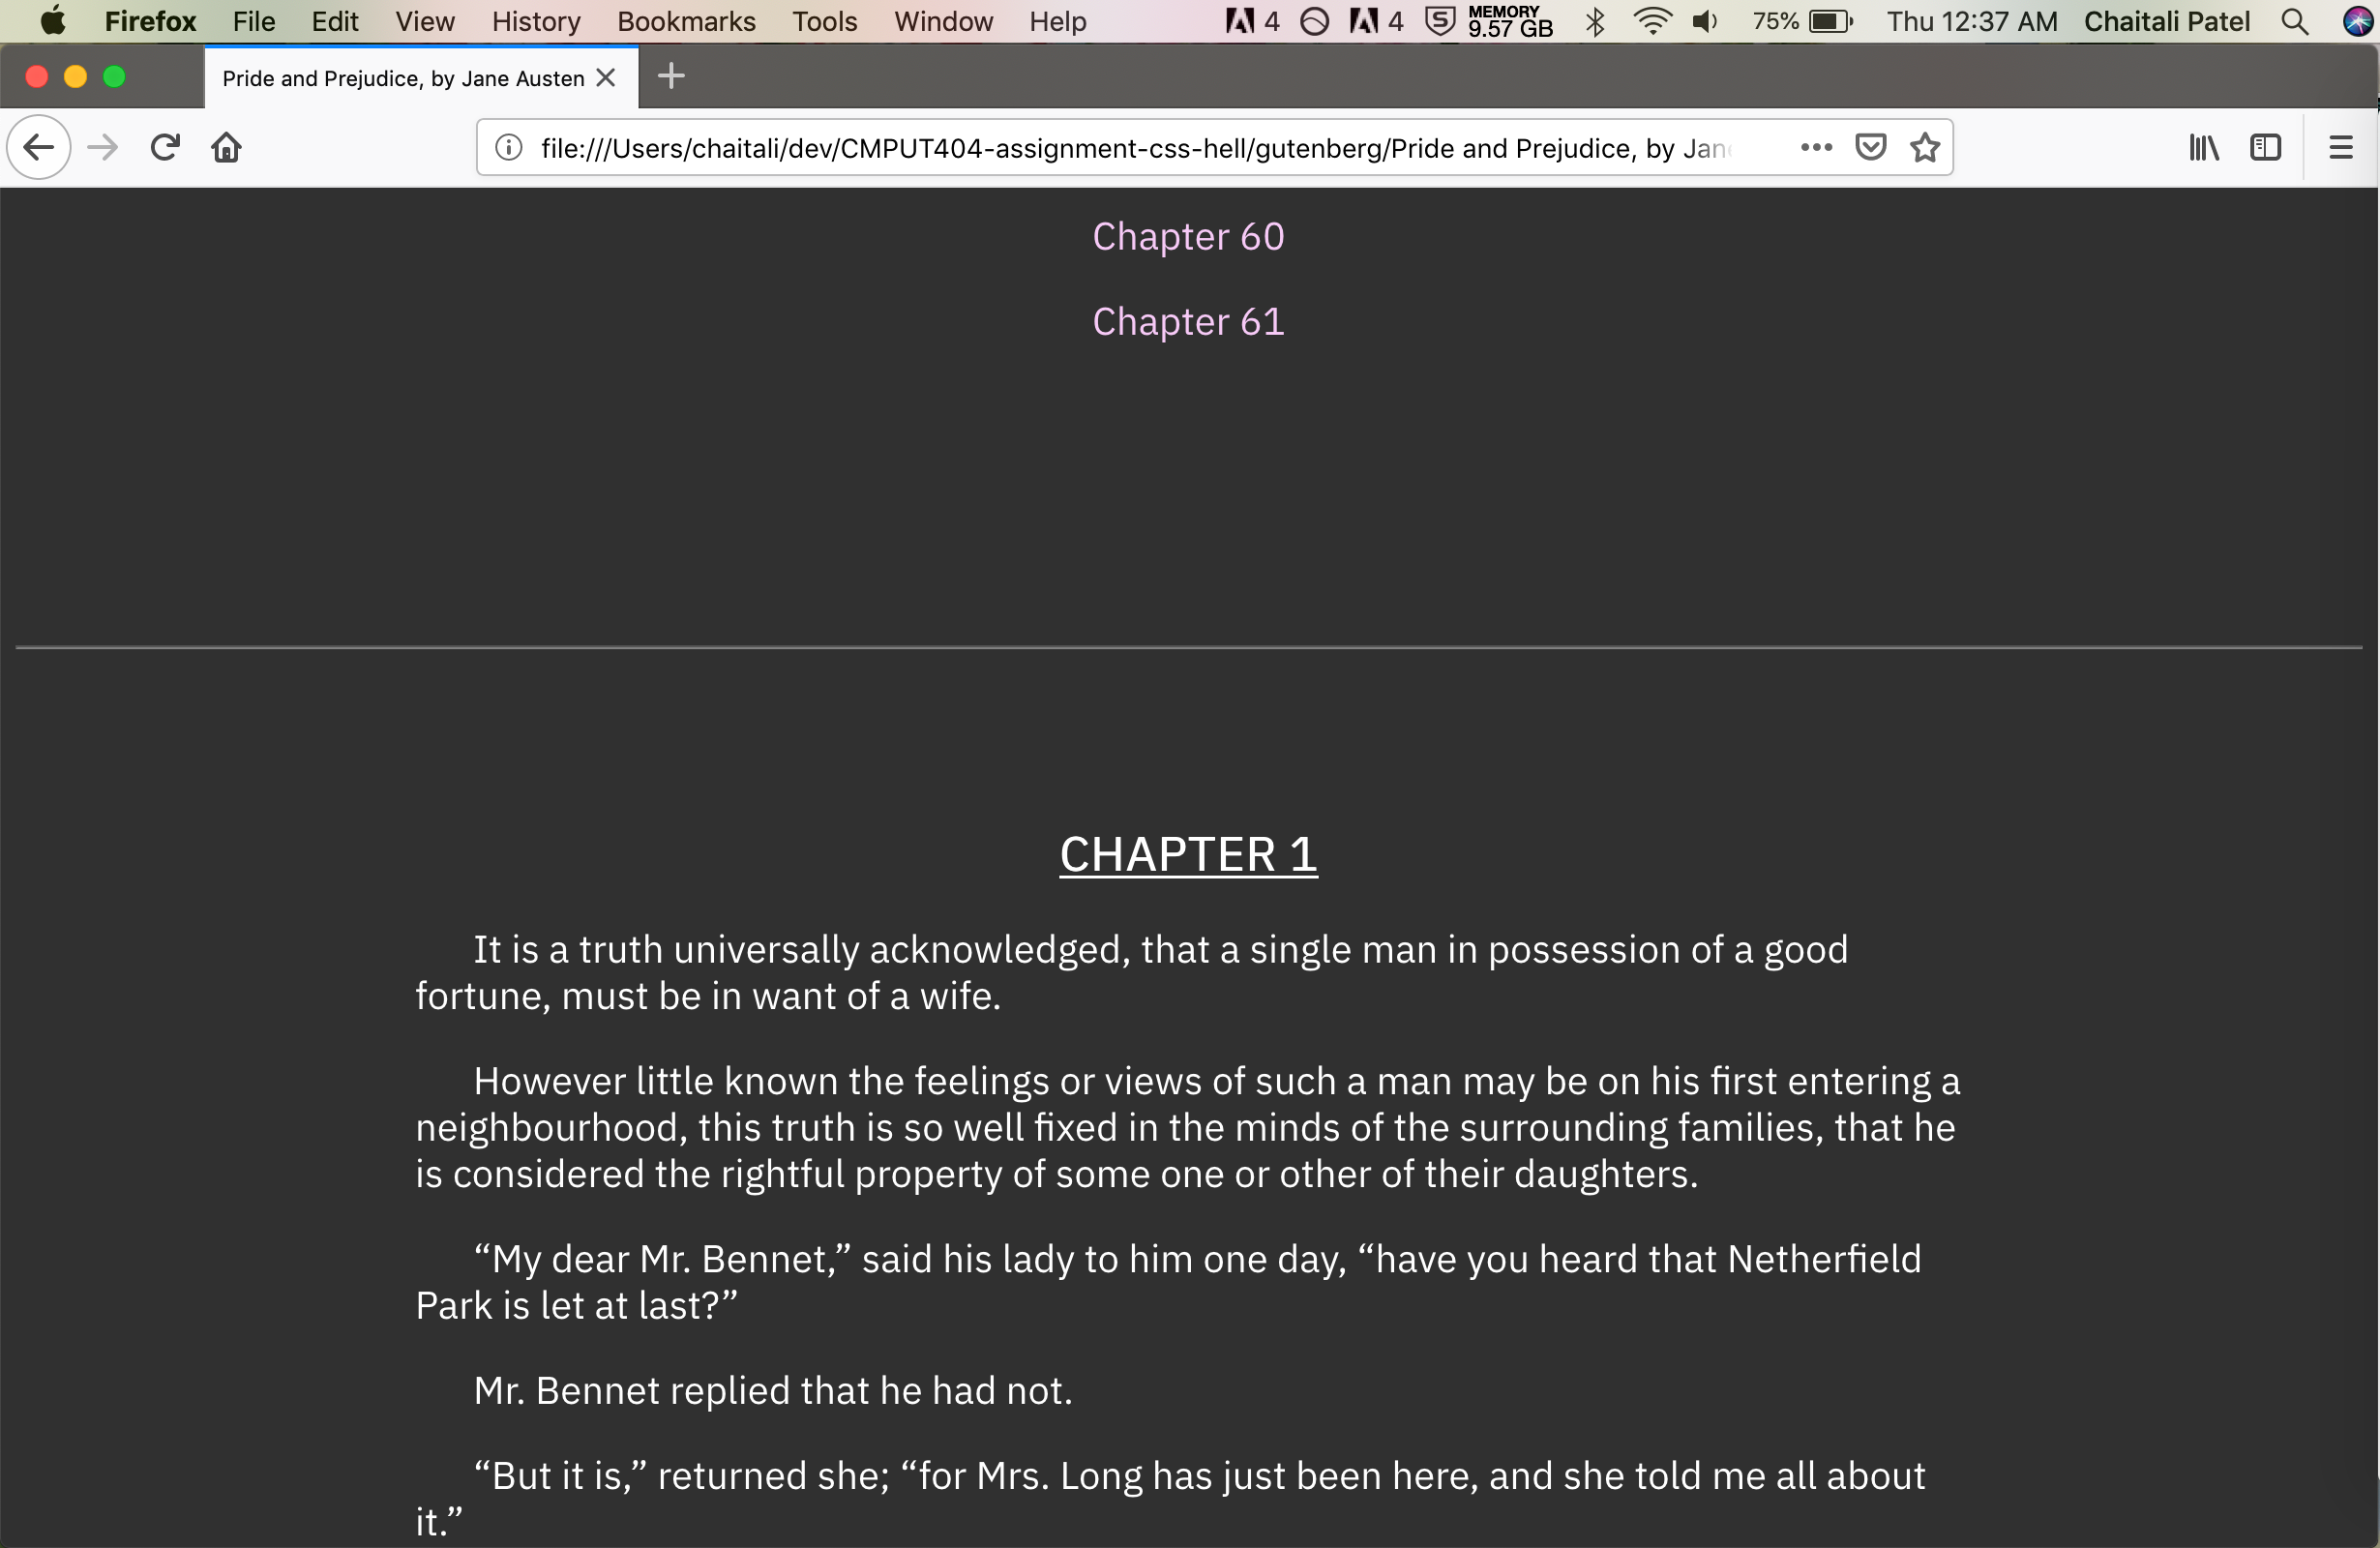 Firefox File Edit View History Bookmarks Tools Window Help 4 4 MEMORY 9.57 GB 75% Thu 12:37 AM Chaitali Patel
Pride and Prejudice, by Jane Austen
file:///Users/chaitali/dev/CMPUT404-assignment-css-hell/gutenberg/Pride and Prejudice, by Jane
Chapter 60
Chapter 61
CHAPTER 1
It is a truth universally acknowledged, that a single man in possession of a good
fortune, must be in want of a wife.
However little known the feelings or views of such a man may be on his first entering a
neighbourhood, this truth is so well fixed in the minds of the surrounding families, that he
is considered the rightful property of some one or other of their daughters.
“My dear Mr. Bennet,” said his lady to him one day, “have you heard that Netherfield
Park is let at last?”
Mr. Bennet replied that he had not.
“But it is,” returned she; “for Mrs. Long has just been here, and she told me all about
it.”